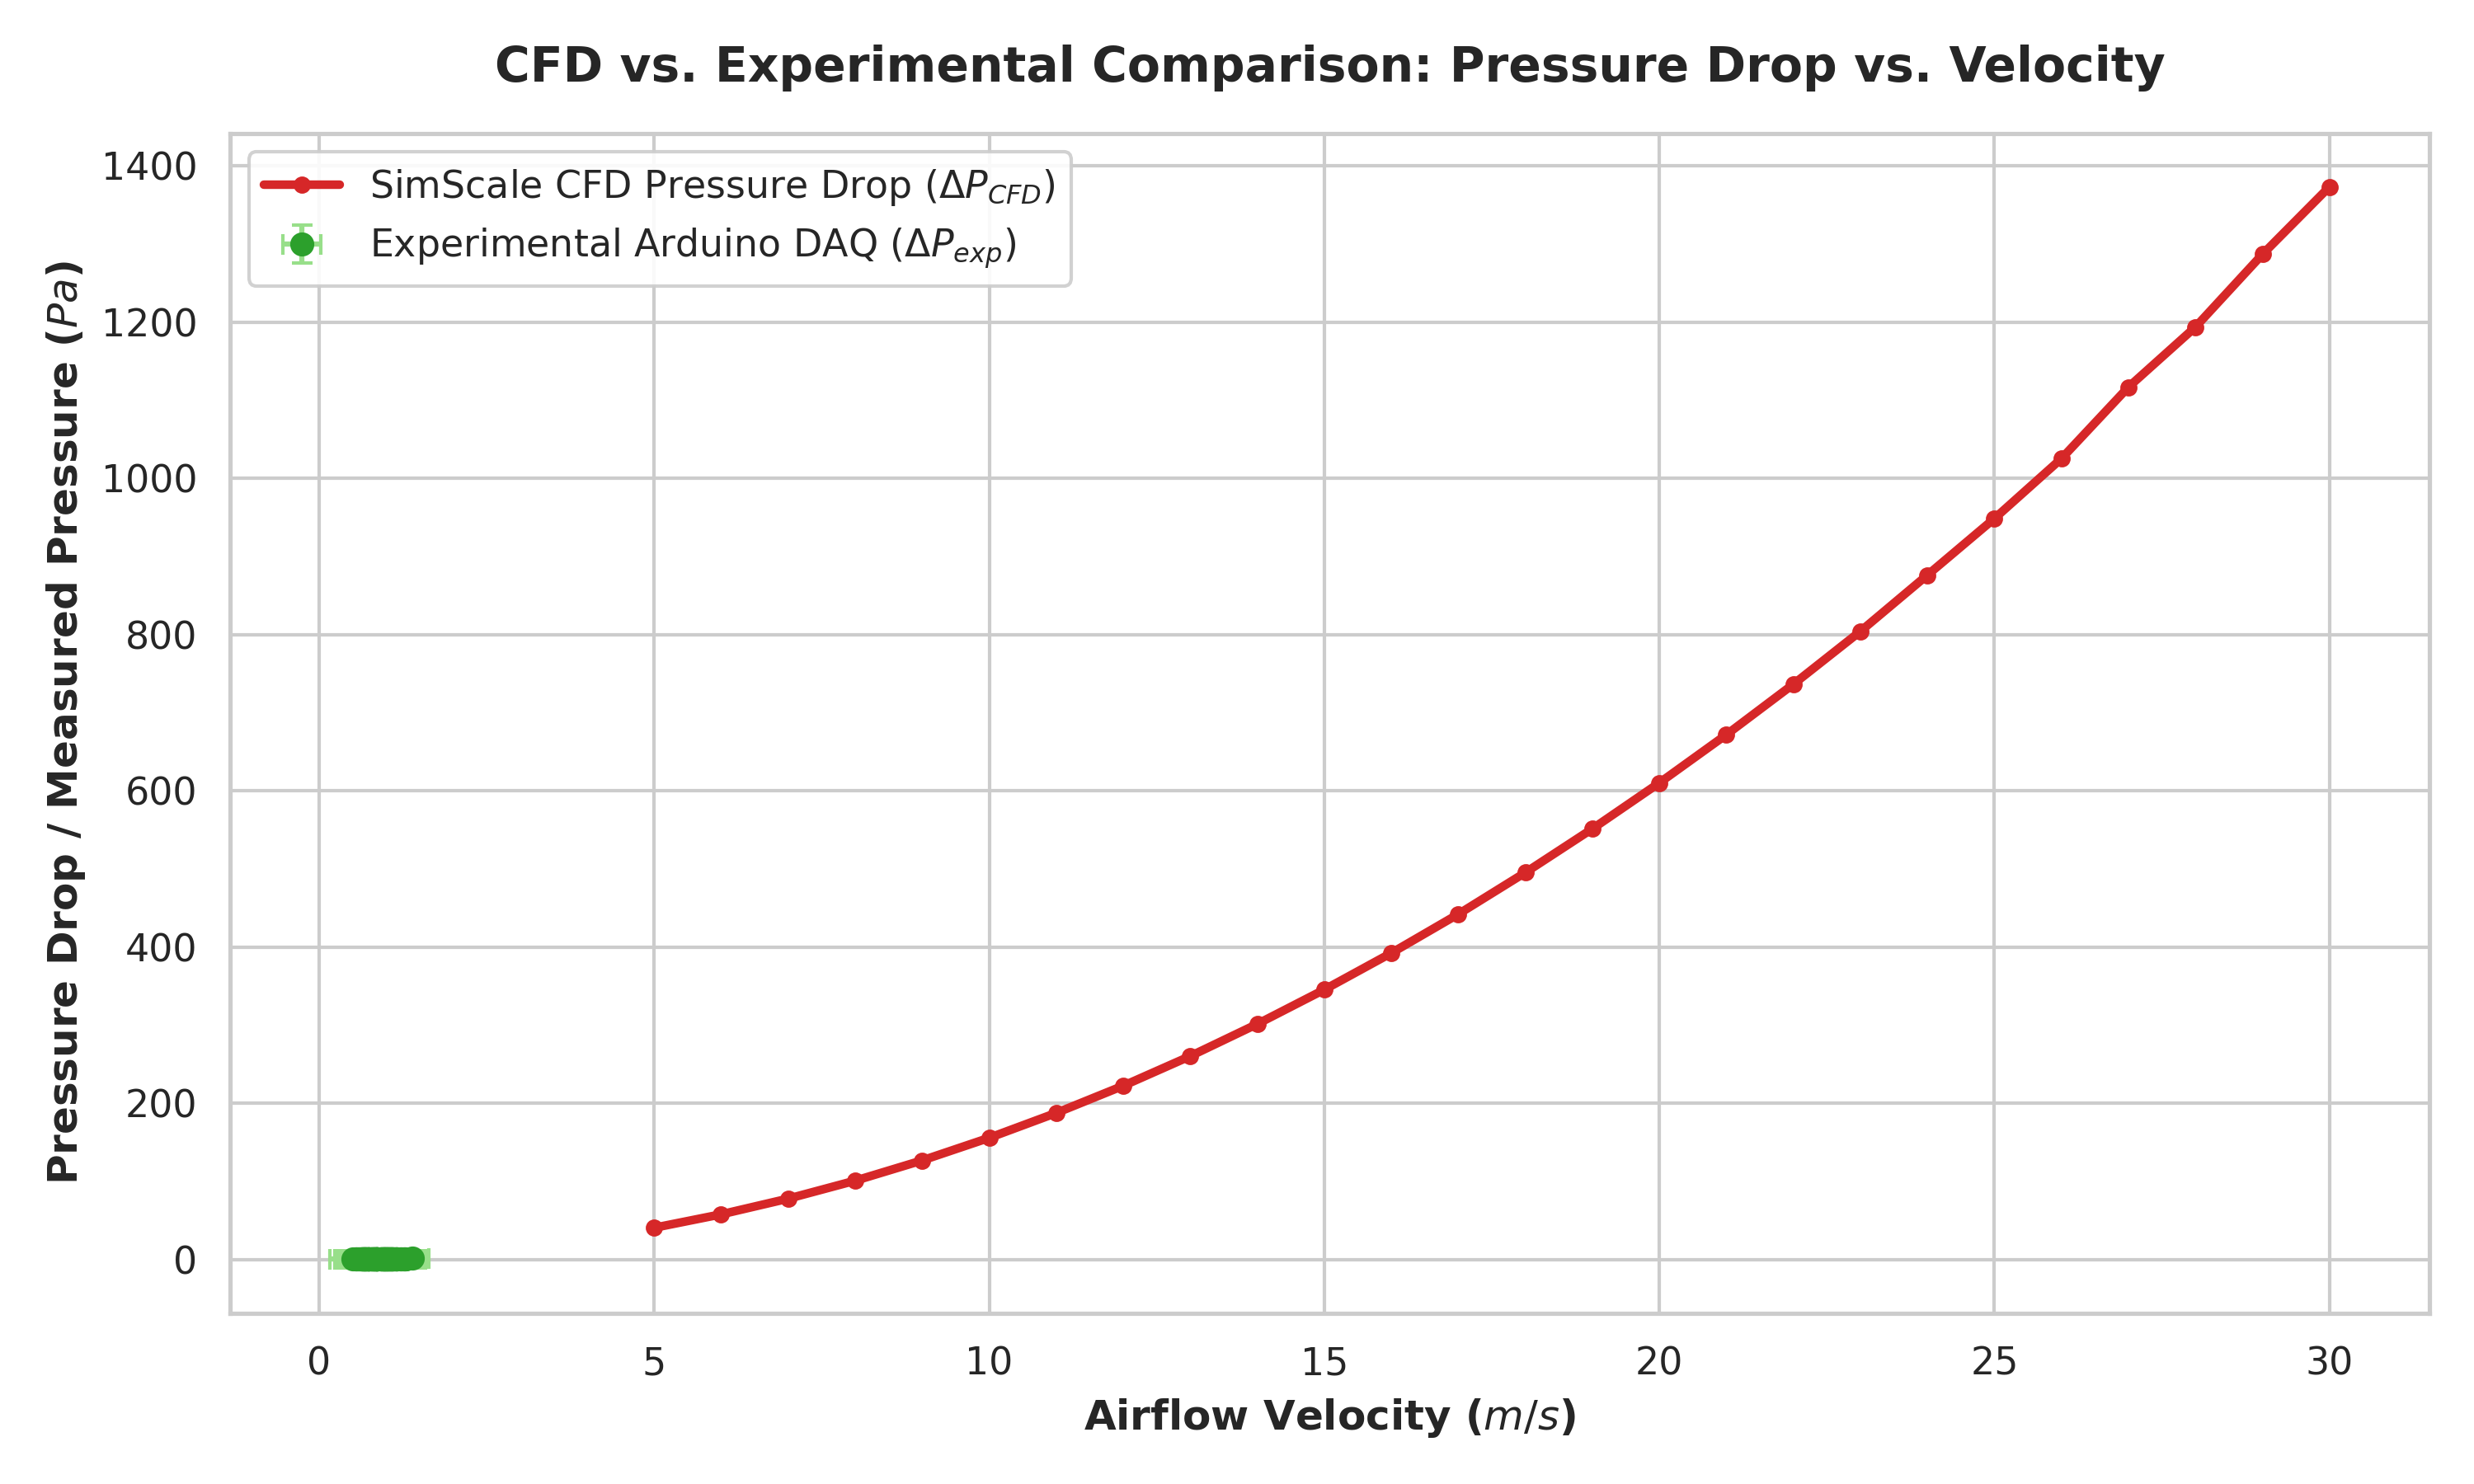 CFD vs. Experimental Comparison: Pressure Drop vs. Velocity
SimScale CFD Pressure Drop (ΔP_CFD)
Experimental Arduino DAQ (ΔP_exp)
Pressure Drop / Measured Pressure (Pa)
1400
1200
1000
800
600
400
200
0
0 5 10 15 20 25 30
Airflow Velocity (m/s)